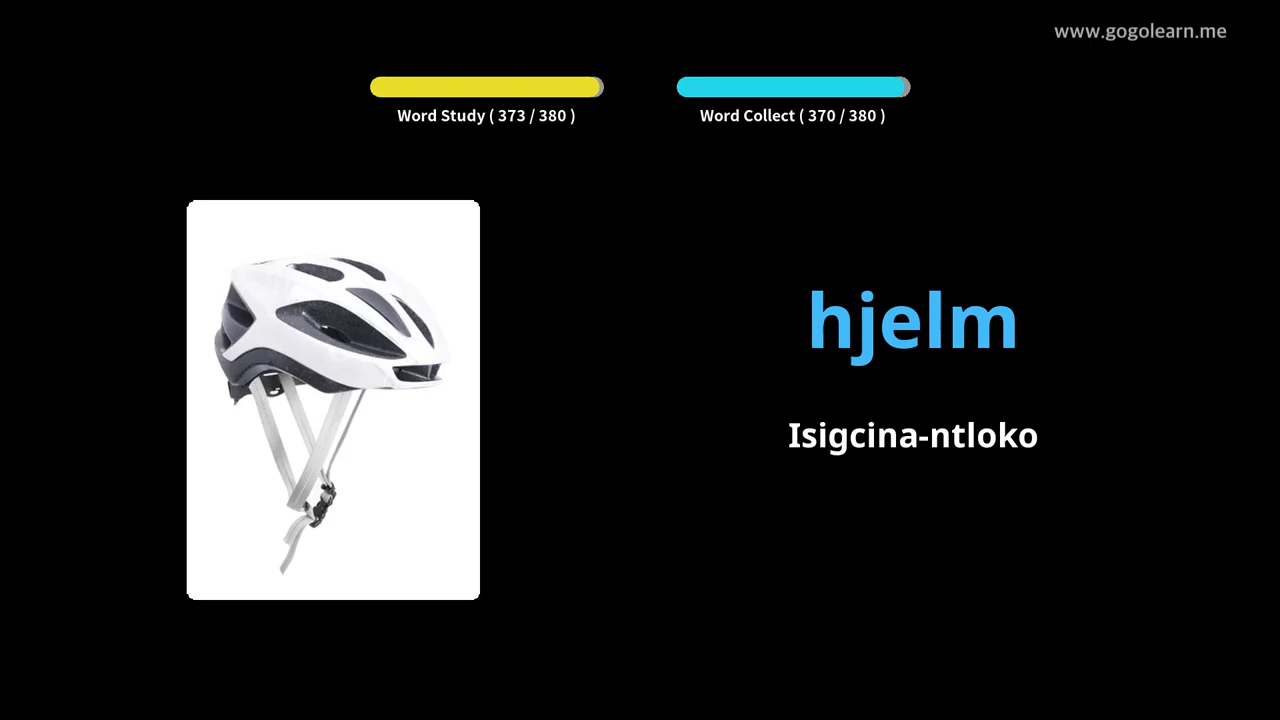 www.gogolearn.me
Word Study ( 373 / 380 )
Word Collect ( 370 / 380 )
hjelm
Isigcina-ntloko